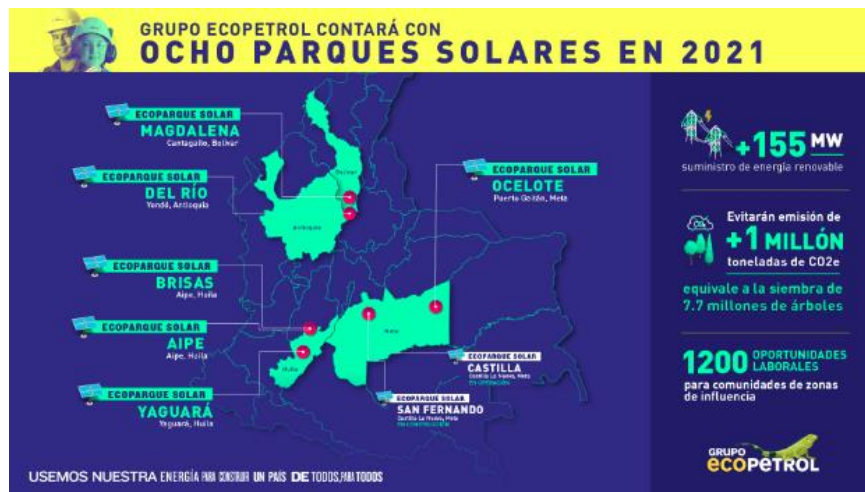 GRUPO ECOPETROL CONTARÁ CON
OCHO PARQUES SOLARES EN 2021
ECOPARQUE SOLAR
MAGDALENA
Cantagallo, Bolívar
ECOPARQUE SOLAR
DEL RÍO
Yondó, Antioquia
ECOPARQUE SOLAR
BRISAS
Aipe, Huila
ECOPARQUE SOLAR
AIPE
Aipe, Huila
ECOPARQUE SOLAR
YAGUARÁ
Yaguará, Huila
Bolívar
Antioquia
Huila
Meta
ECOPARQUE SOLAR
OCELOTE
Puerto Gaitán, Meta
ECOPARQUE SOLAR
CASTILLA
Castilla La Nueva, Meta
EN OPERACIÓN
ECOPARQUE SOLAR
SAN FERNANDO
Castilla La Nueva, Meta
EN CONSTRUCCIÓN
+155 MW
suministro de energía renovable
CO2
Evitarán emisión de
+1 MILLÓN
toneladas de CO2e
equivale a la siembra de
7.7 millones de árboles
1200 OPORTUNIDADES
LABORALES
para comunidades de zonas
de influencia
GRUPO
ecopetrol
USEMOS NUESTRA ENERGÍA PARA CONSTRUIR UN PAÍS DE TODOS, PARA TODOS